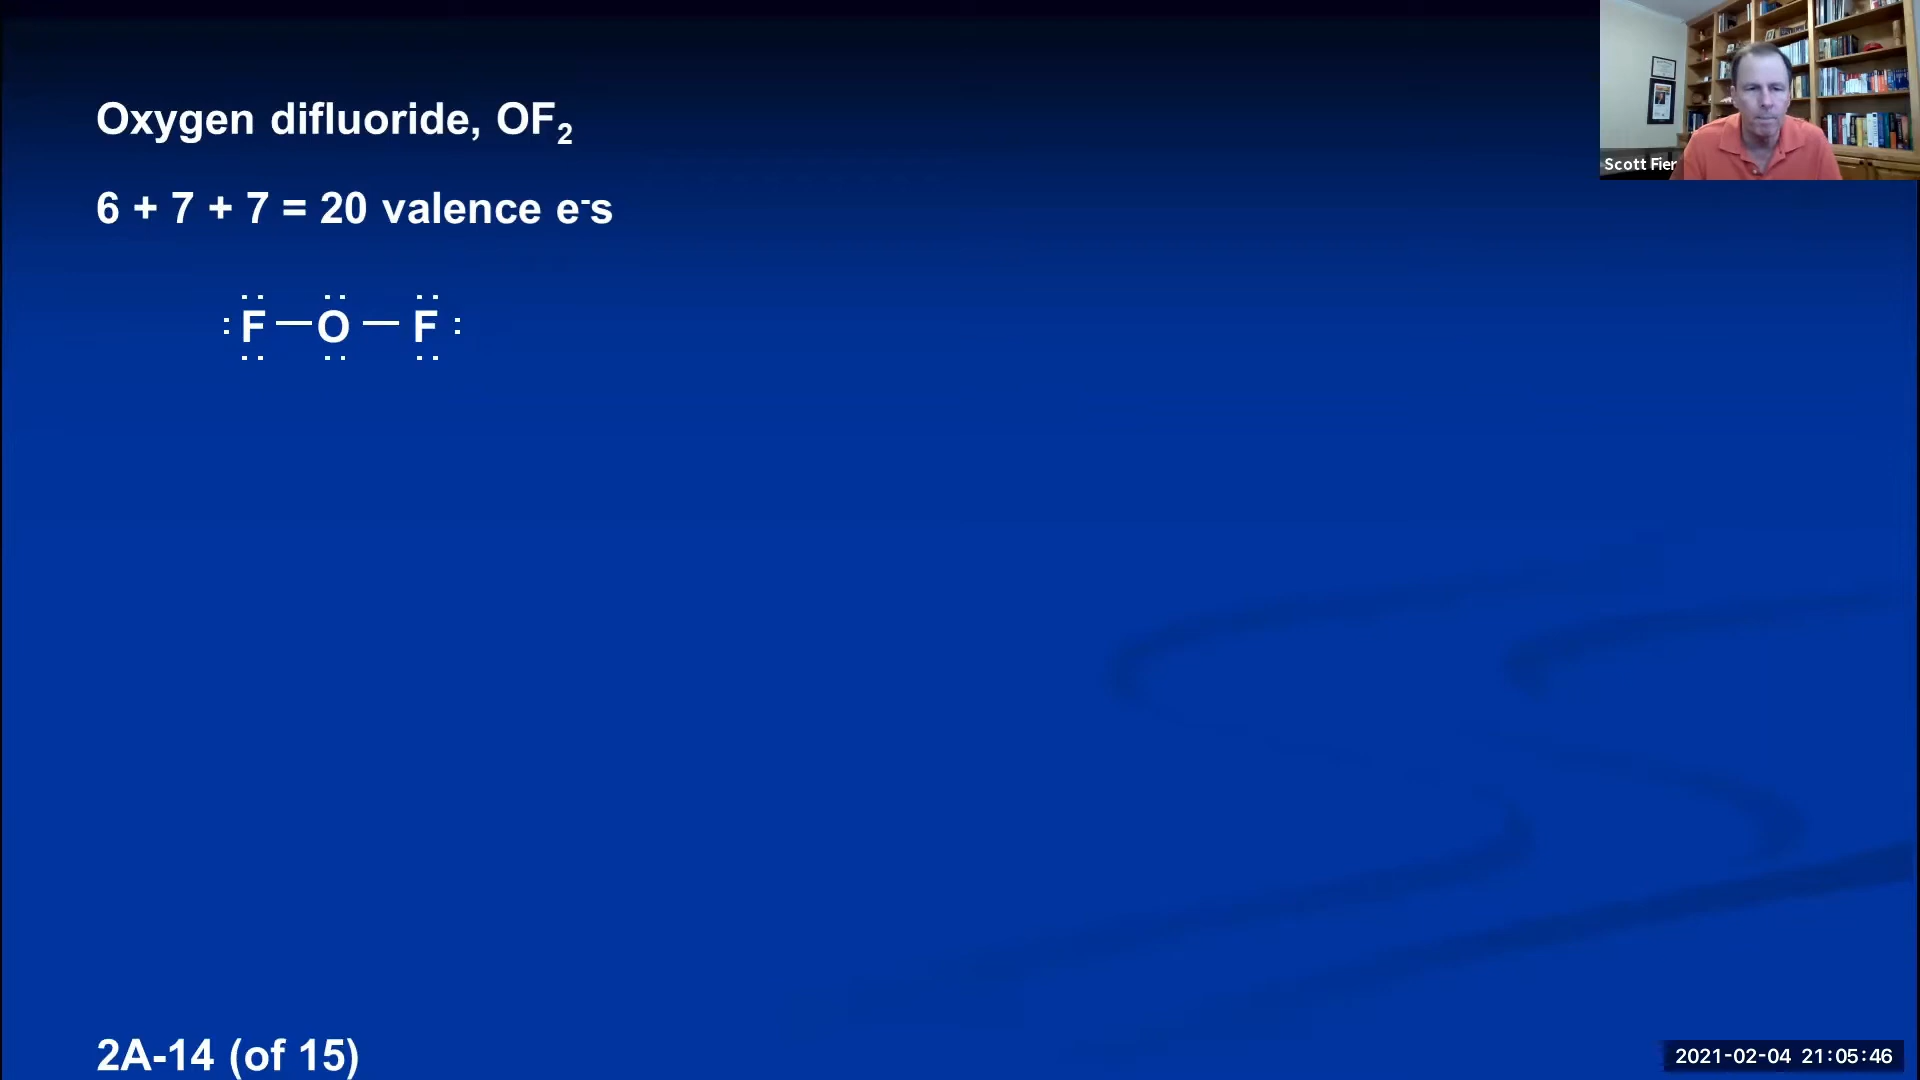 Oxygen difluoride, OF₂
Scott Fier
6 + 7 + 7 = 20 valence e⁻s
:F — O — F:
2A-14 (of 15)
2021-02-04 21:05:46